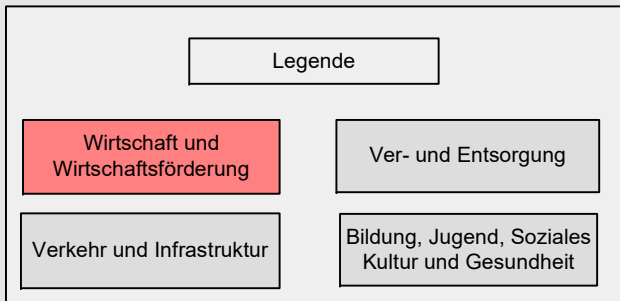 Legende
Wirtschaft und
Wirtschaftsförderung
Ver- und Entsorgung
Verkehr und Infrastruktur
Bildung, Jugend, Soziales
Kultur und Gesundheit